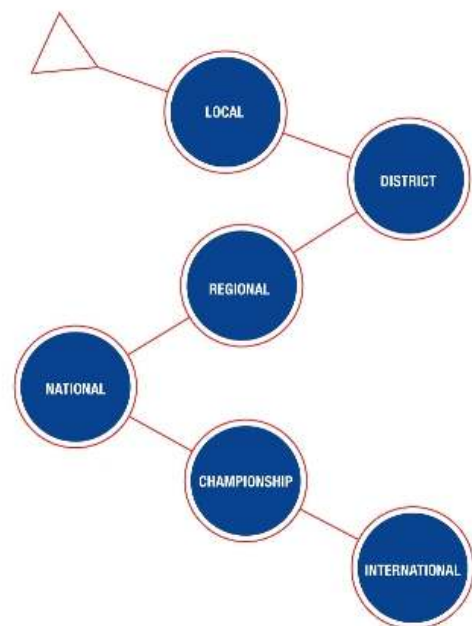 LOCAL
DISTRICT
REGIONAL
NATIONAL
CHAMPIONSHIP
INTERNATIONAL